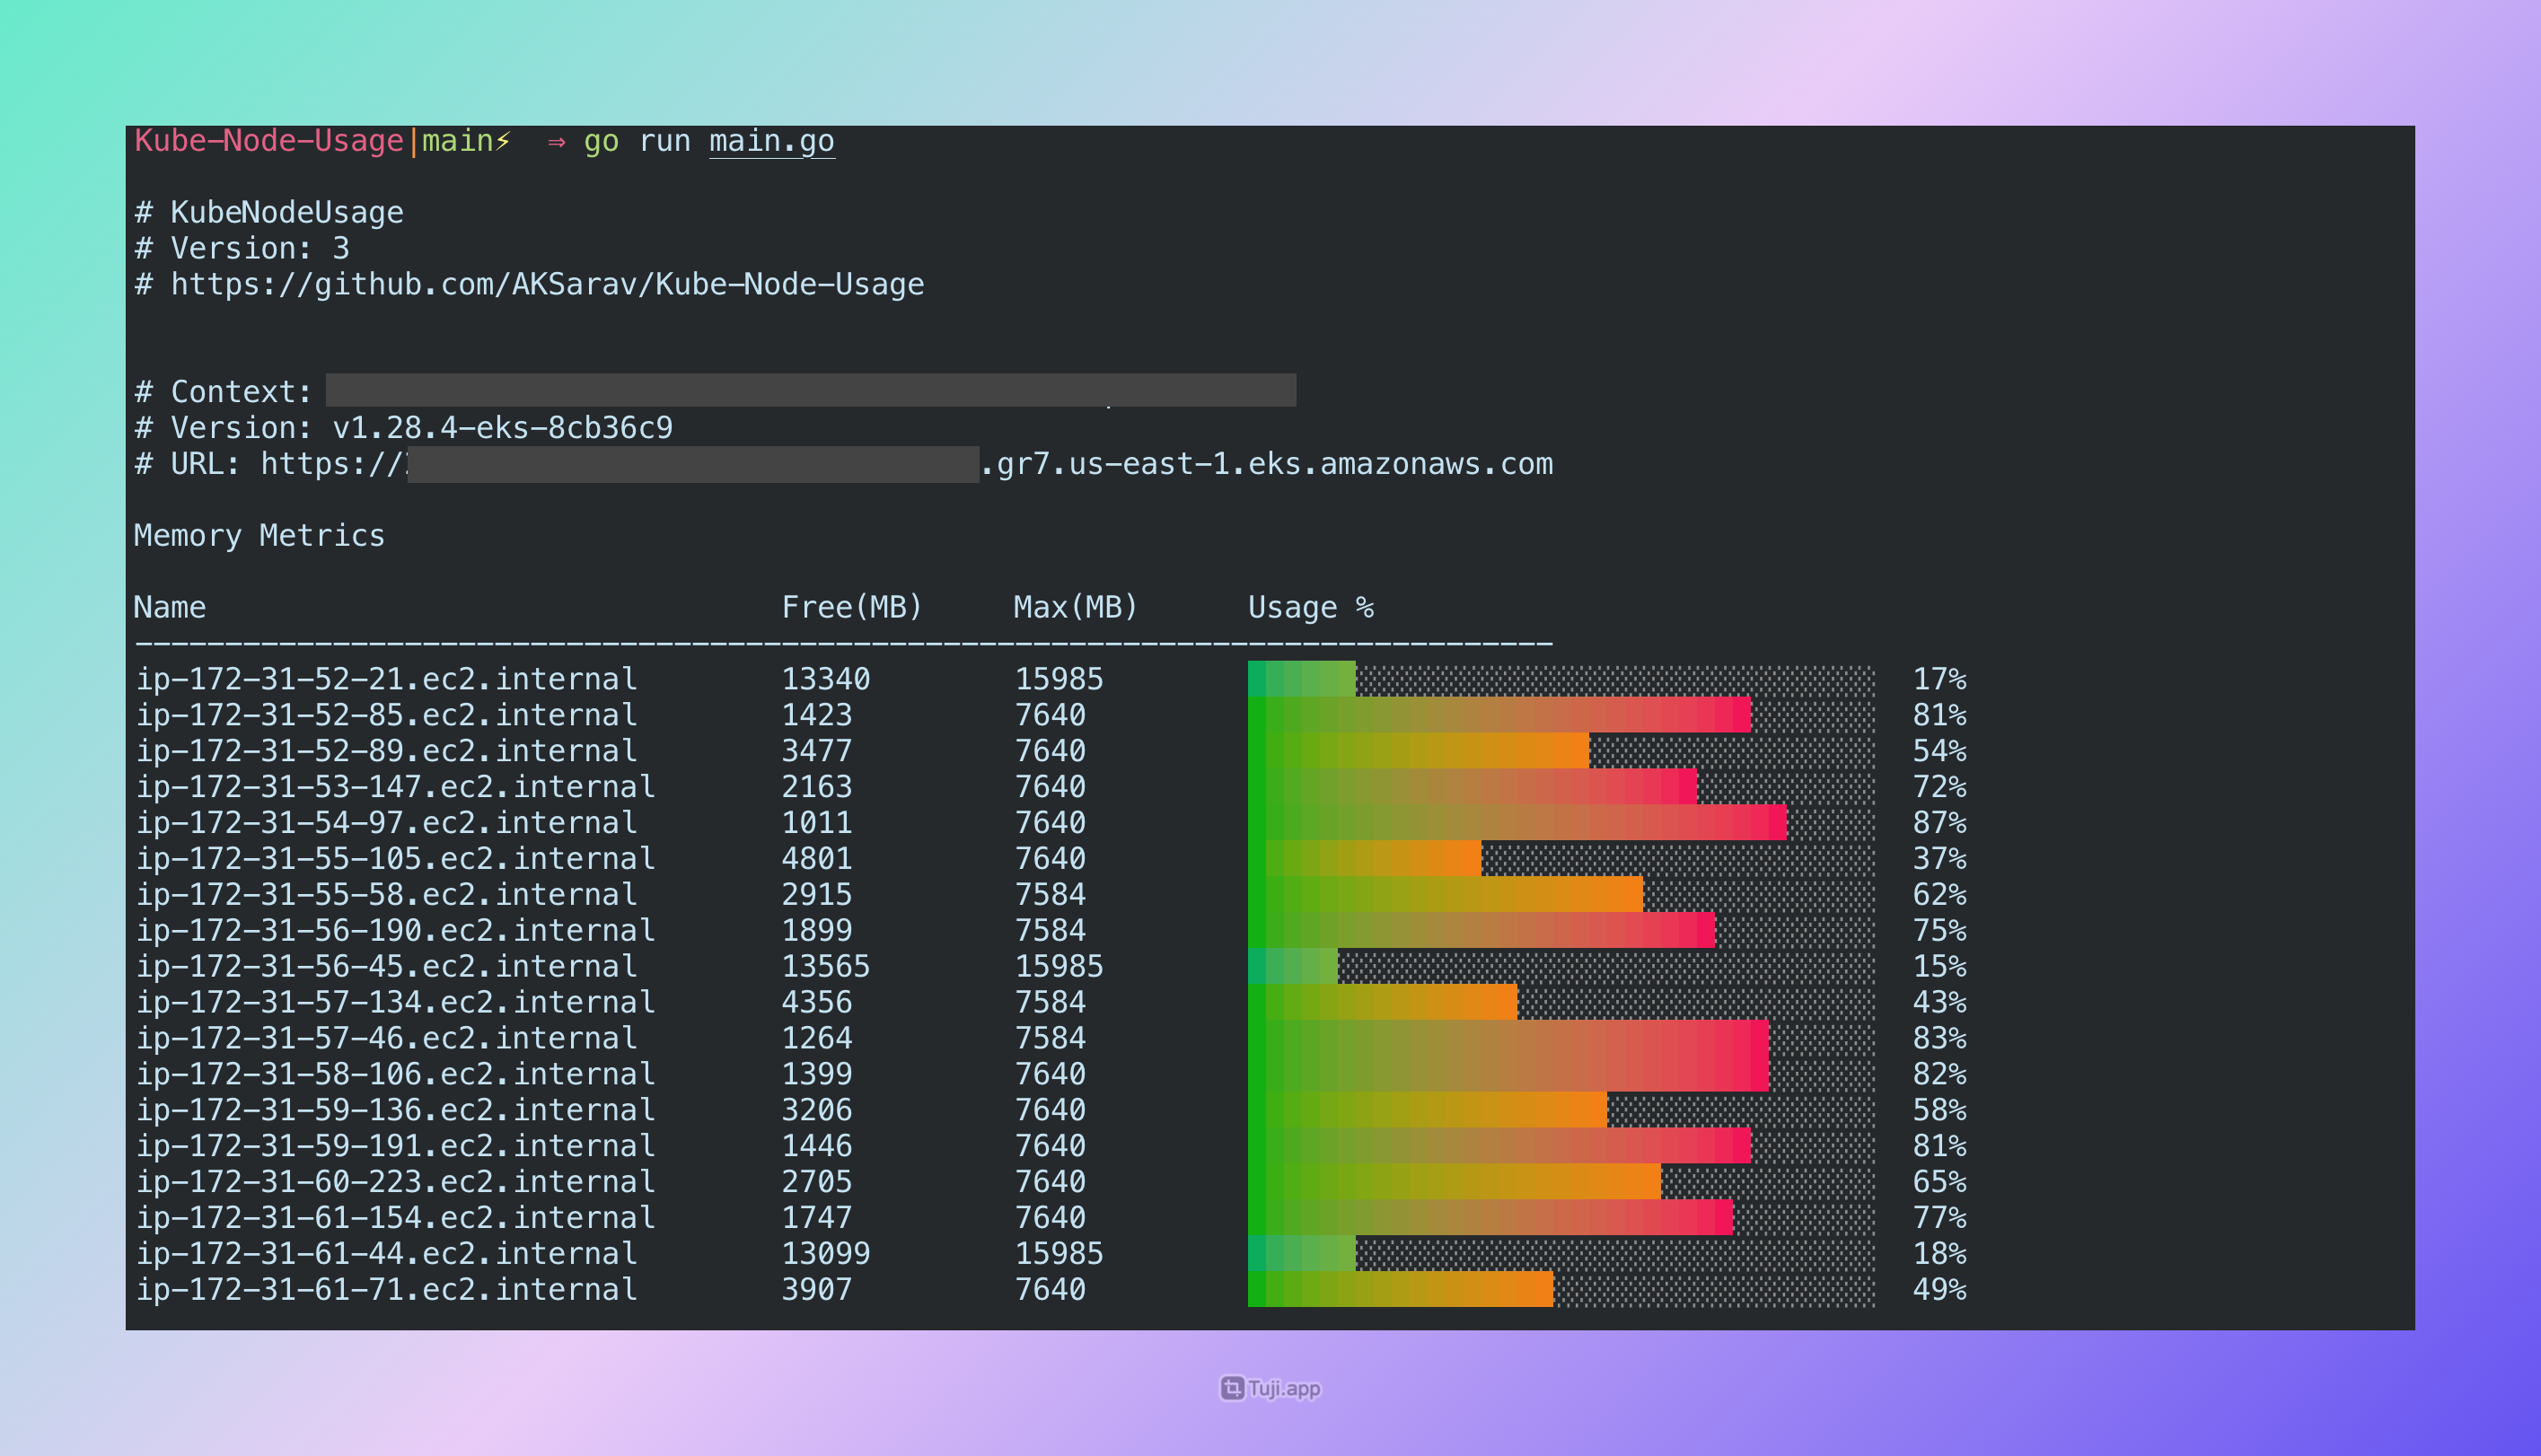 Kube-Node-Usage|main⚡ ⇒ go run main.go
# KubeNodeUsage
# Version: 3
# https://github.com/AKSarav/Kube-Node-Usage
# Context:
# Version: v1.28.4-eks-8cb36c9
# URL: https:// .gr7.us-east-1.eks.amazonaws.com
Memory Metrics
Name Free(MB) Max(MB) Usage %
-------------------------------------------------------------------------------
ip-172-31-52-21.ec2.internal 13340 15985 17%
ip-172-31-52-85.ec2.internal 1423 7640 81%
ip-172-31-52-89.ec2.internal 3477 7640 54%
ip-172-31-53-147.ec2.internal 2163 7640 72%
ip-172-31-54-97.ec2.internal 1011 7640 87%
ip-172-31-55-105.ec2.internal 4801 7640 37%
ip-172-31-55-58.ec2.internal 2915 7584 62%
ip-172-31-56-190.ec2.internal 1899 7584 75%
ip-172-31-56-45.ec2.internal 13565 15985 15%
ip-172-31-57-134.ec2.internal 4356 7584 43%
ip-172-31-57-46.ec2.internal 1264 7584 83%
ip-172-31-58-106.ec2.internal 1399 7640 82%
ip-172-31-59-136.ec2.internal 3206 7640 58%
ip-172-31-59-191.ec2.internal 1446 7640 81%
ip-172-31-60-223.ec2.internal 2705 7640 65%
ip-172-31-61-154.ec2.internal 1747 7640 77%
ip-172-31-61-44.ec2.internal 13099 15985 18%
ip-172-31-61-71.ec2.internal 3907 7640 49%
Tuji.app